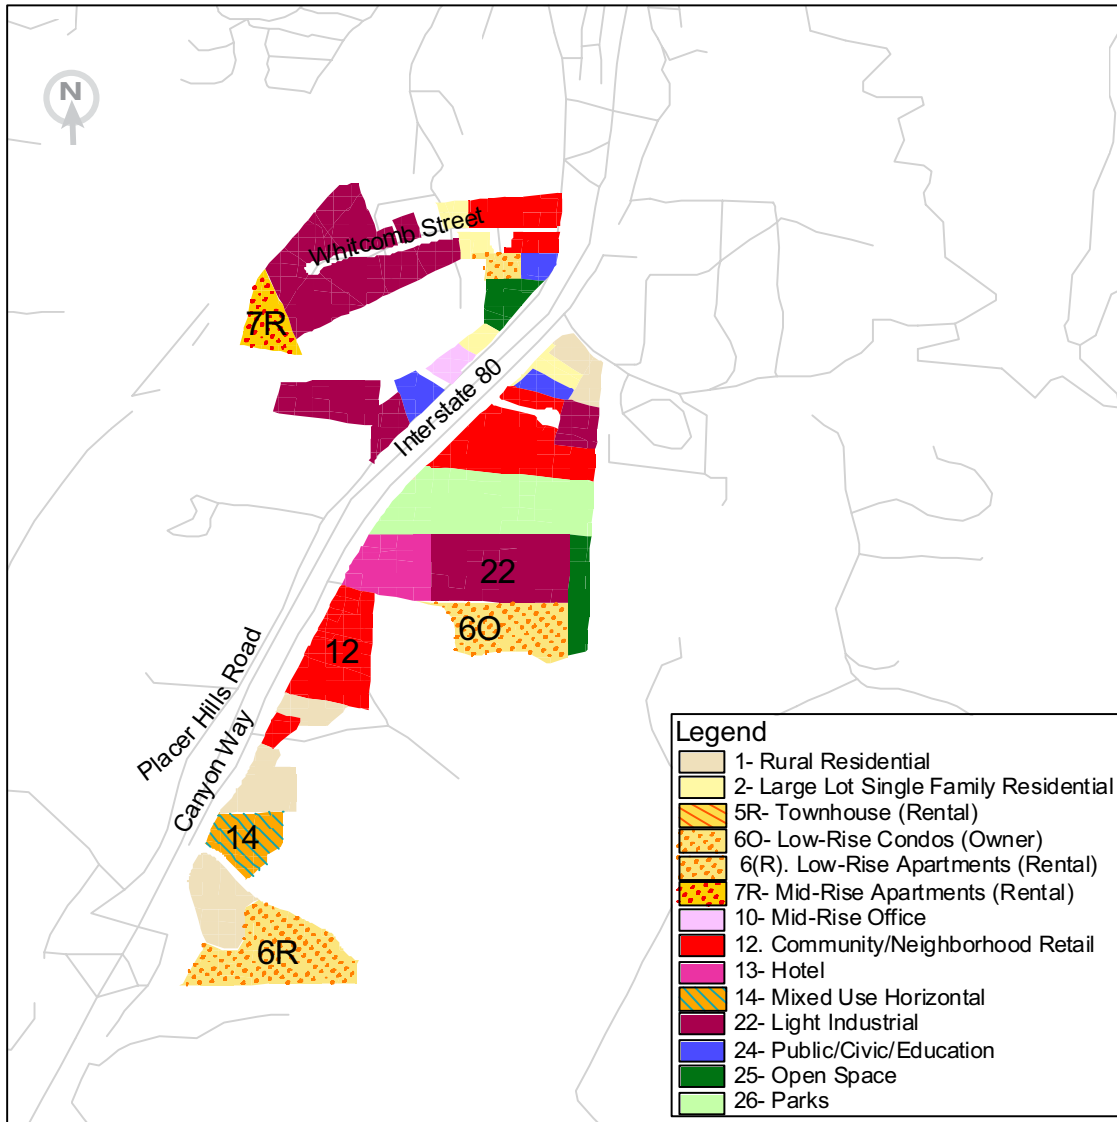 N
Whitcomb Street
7R
Interstate 80
22
6O
12
Placer Hills Road
Canyon Way
14
6R
Legend
1- Rural Residential
2- Large Lot Single Family Residential
5R- Townhouse (Rental)
6O- Low-Rise Condos (Owner)
6(R). Low-Rise Apartments (Rental)
7R- Mid-Rise Apartments (Rental)
10- Mid-Rise Office
12. Community/Neighborhood Retail
13- Hotel
14- Mixed Use Horizontal
22- Light Industrial
24- Public/Civic/Education
25- Open Space
26- Parks